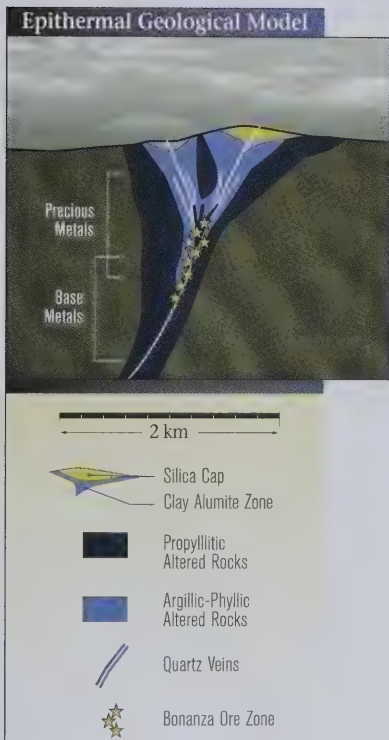 Epithermal Geological Model
Precious
Metals
Base
Metals
2 km
Silica Cap
Clay Alumite Zone
Propyllitic
Altered Rocks
Argillic-Phyllic
Altered Rocks
Quartz Veins
Bonanza Ore Zone